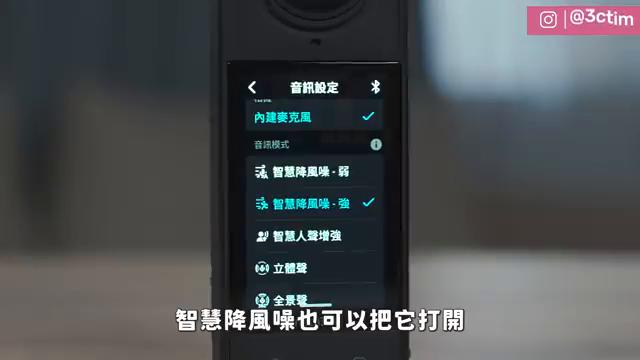 @3ctim
音訊設定
內建麥克風
音訊模式
智慧降風噪 - 弱
智慧降風噪 - 強
智慧人聲增強
立體聲
全景聲
智慧降風噪也可以把它打開